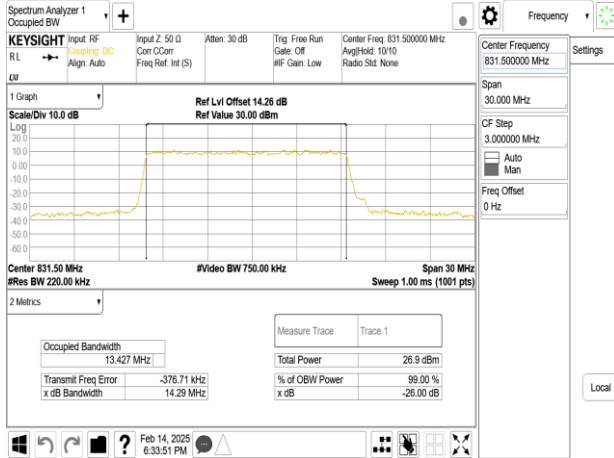 Spectrum Analyzer 1
Occupied BW
+
Frequency
KEYSIGHT
RL
Input: RF
Coupling: DC
Align: Auto
Input Z: 50 Ω
Corr CCorr
Freq Ref: Int (S)
Atten: 30 dB
Trig: Free Run
Gate: Off
#IF Gain: Low
Center Freq: 831.500000 MHz
Avg|Hold: 10/10
Radio Std: None
Center Frequency
831.500000 MHz
Settings
Span
30.000 MHz
CF Step
3.000000 MHz
Auto
Man
Freq Offset
0 Hz
Local
1 Graph
Scale/Div 10.0 dB
Ref Lvl Offset 14.26 dB
Ref Value 30.00 dBm
Log
20.0
10.0
0.00
-10.0
-20.0
-30.0
-40.0
-50.0
-60.0
Center 831.50 MHz
#Res BW 220.00 kHz
#Video BW 750.00 kHz
Span 30 MHz
Sweep 1.00 ms (1001 pts)
2 Metrics
Measure Trace
Trace 1
Occupied Bandwidth
13.427 MHz
Total Power
26.9 dBm
Transmit Freq Error
-376.71 kHz
% of OBW Power
99.00 %
x dB Bandwidth
14.29 MHz
x dB
-26.00 dB
?
Feb 14, 2025
6:33:51 PM